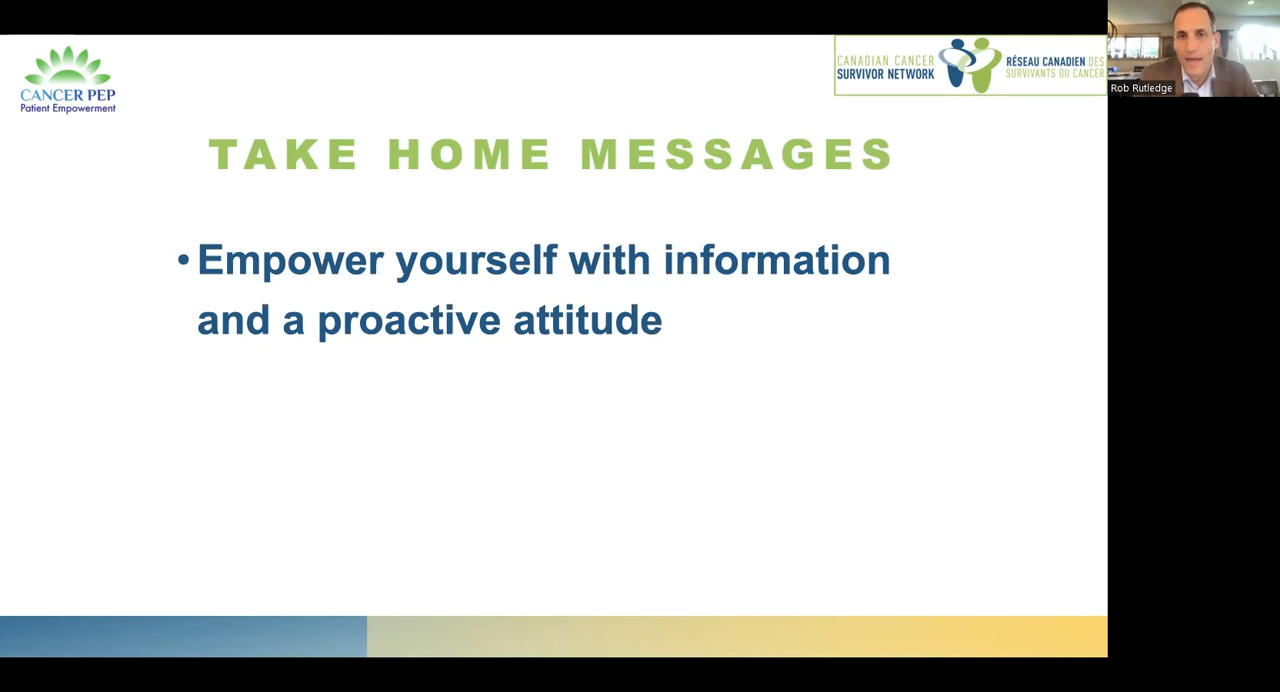 CANCER PEP
Patient Empowerment
CANADIAN CANCER
SURVIVOR NETWORK
RÉSEAU CANADIEN DES
SURVIVANTS DU CANCER
Rob Rutledge
TAKE HOME MESSAGES
• Empower yourself with information
and a proactive attitude